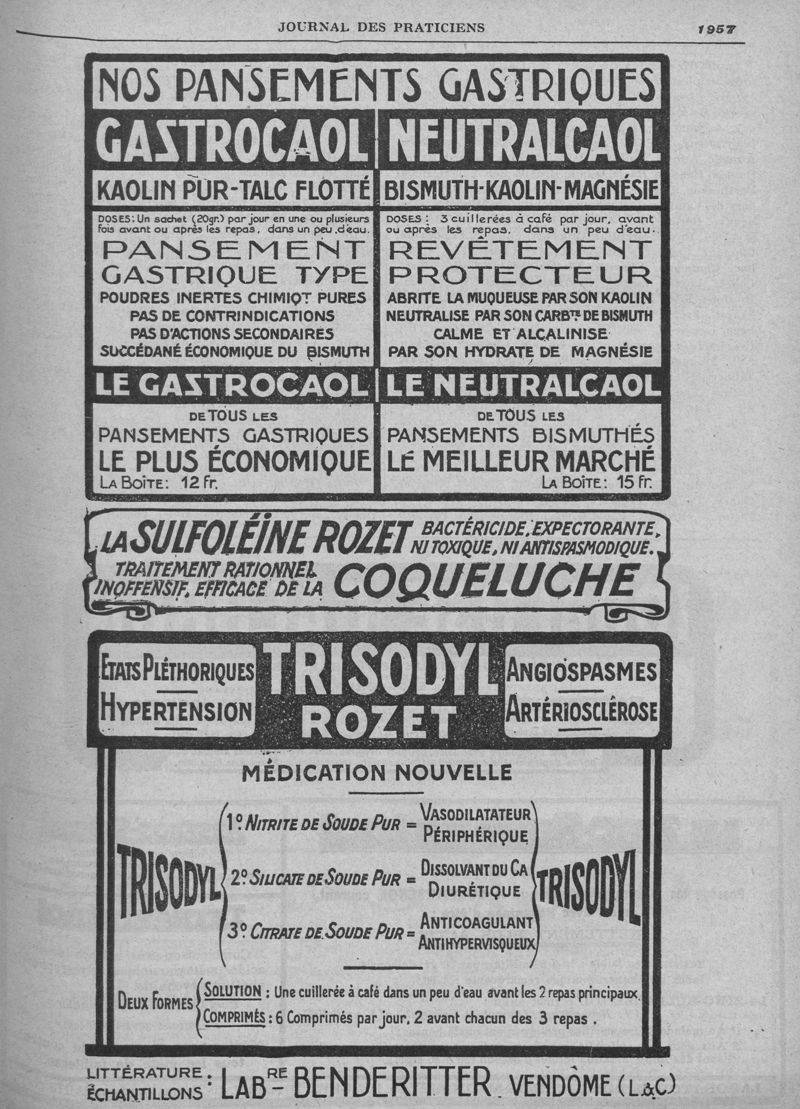 JOURNAL DES PRATICIENS 1957
NOS PANSEMENTS GASTRIQUES
GASTROCAOL
KAOLIN PUR-TALC FLOTTÉ
DOSES: Un sachet (20gr.) par jour en une ou plusieurs
fois avant ou après les repas, dans un peu d'eau.
PANSEMENT
GASTRIQUE TYPE
POUDRES INERTES CHIMIQT PURES
PAS DE CONTRINDICATIONS
PAS D'ACTIONS SECONDAIRES
SUCCÉDANÉ ÉCONOMIQUE DU BISMUTH
LE GASTROCAOL
DE TOUS LES
PANSEMENTS GASTRIQUES
LE PLUS ÉCONOMIQUE
LA BOÎTE: 12 Fr.
NEUTRALCAOL
BISMUTH-KAOLIN-MAGNÉSIE
DOSES: 3 cuillerées à café par jour, avant
ou après les repas, dans un peu d'eau.
REVÊTEMENT
PROTECTEUR
ABRITE LA MUQUEUSE PAR SON KAOLIN
NEUTRALISE PAR SON CARBTE DE BISMUTH
CALME ET ALCALINISE
PAR SON HYDRATE DE MAGNÉSIE
LE NEUTRALCAOL
DE TOUS LES
PANSEMENTS BISMUTHÉS
LE MEILLEUR MARCHÉ
LA BOÎTE: 15 Fr.
LA SULFOLÉINE ROZET BACTÉRICIDE, EXPECTORANTE,
NI TOXIQUE, NI ANTISPASMODIQUE.
TRAITEMENT RATIONNEL
INOFFENSIF, EFFICACE DE LA COQUELUCHE
ETATS PLÉTHORIQUES
HYPERTENSION
TRISODYL
ROZET
ANGIOSPASMES
ARTÉRIOSCLÉROSE
MÉDICATION NOUVELLE
TRISODYL
1º. NITRITE DE SOUDE PUR = VASODILATATEUR
PÉRIPHÉRIQUE
2º. SILICATE DE SOUDE PUR = DISSOLVANT DU CA
DIURÉTIQUE
3º. CITRATE DE SOUDE PUR = ANTICOAGULANT
ANTIHYPERVISQUEUX
TRISODYL
DEUX FORMES
SOLUTION : Une cuillerée à café dans un peu d'eau avant les 2 repas principaux.
COMPRIMÉS : 6 Comprimés par jour, 2 avant chacun des 3 repas.
LITTÉRATURE
ÉCHANTILLONS : LABRE - BENDERITTER. VENDÔME (L&C)